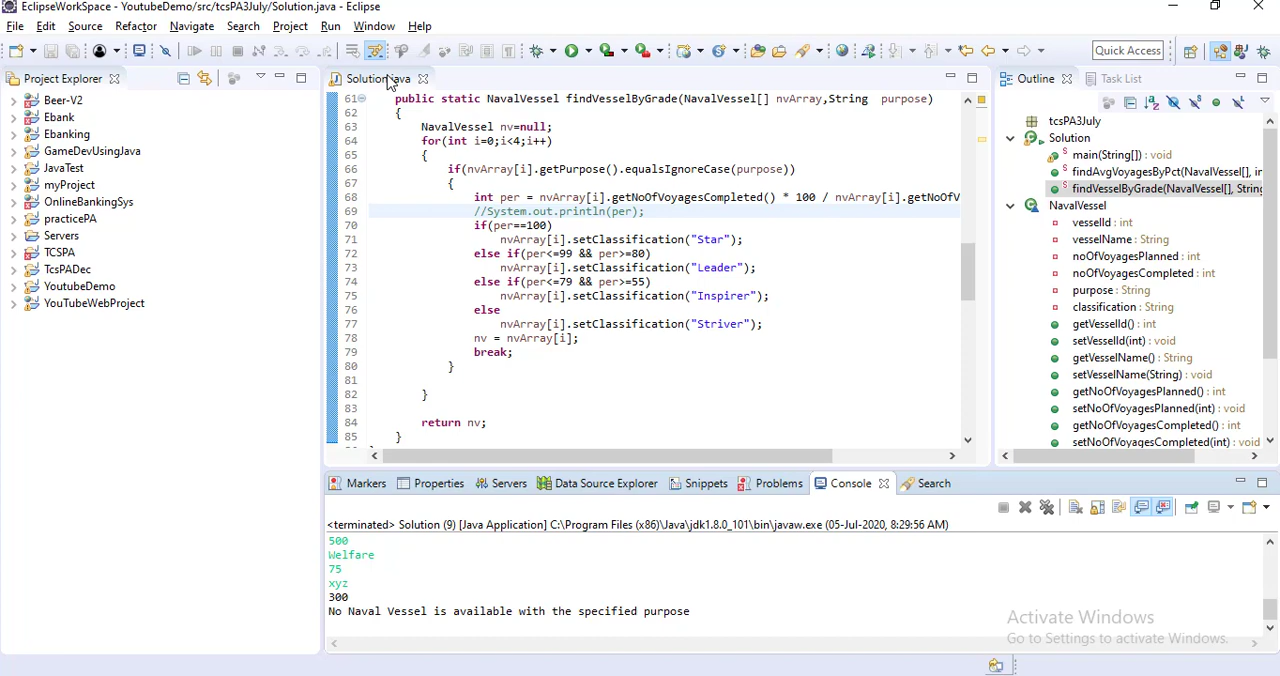 EclipseWorkSpace - YoutubeDemo/src/tcsPA3July/Solution.java - Eclipse
File Edit Source Refactor Navigate Search Project Run Window Help
Quick Access
Project Explorer
Beer-V2
Ebank
Ebanking
GameDevUsingJava
JavaTest
myProject
OnlineBankingSys
practicePA
Servers
TCSPA
TcsPADec
YoutubeDemo
YouTubeWebProject
Solution.java
61 public static NavalVessel findVesselByGrade(NavalVessel[] nvArray,String purpose)
62 {
63 NavalVessel nv=null;
64 for(int i=0;i<4;i++)
65 {
66 if(nvArray[i].getPurpose().equalsIgnoreCase(purpose))
67 {
68 int per = nvArray[i].getNoOfVoyagesCompleted() * 100 / nvArray[i].getNoOfV
69 //System.out.println(per);
70 if(per==100)
71 nvArray[i].setClassification("Star");
72 else if(per<=99 && per>=80)
73 nvArray[i].setClassification("Leader");
74 else if(per<=79 && per>=55)
75 nvArray[i].setClassification("Inspirer");
76 else
77 nvArray[i].setClassification("Striver");
78 nv = nvArray[i];
79 break;
80 }
81
82 }
83
84 return nv;
85 }
Outline Task List
tcsPA3July
Solution
main(String[]) : void
findAvgVoyagesByPct(NavalVessel[], in
findVesselByGrade(NavalVessel[], String
NavalVessel
vesselId : int
vesselName : String
noOfVoyagesPlanned : int
noOfVoyagesCompleted : int
purpose : String
classification : String
getVesselId() : int
setVesselId(int) : void
getVesselName() : String
setVesselName(String) : void
getNoOfVoyagesPlanned() : int
setNoOfVoyagesPlanned(int) : void
getNoOfVoyagesCompleted() : int
setNoOfVoyagesCompleted(int) : void
Markers Properties Servers Data Source Explorer Snippets Problems Console Search
<terminated> Solution (9) [Java Application] C:\Program Files (x86)\Java\jdk1.8.0_101\bin\javaw.exe (05-Jul-2020, 8:29:56 AM)
500
Welfare
75
xyz
300
No Naval Vessel is available with the specified purpose
Activate Windows
Go to Settings to activate Windows.